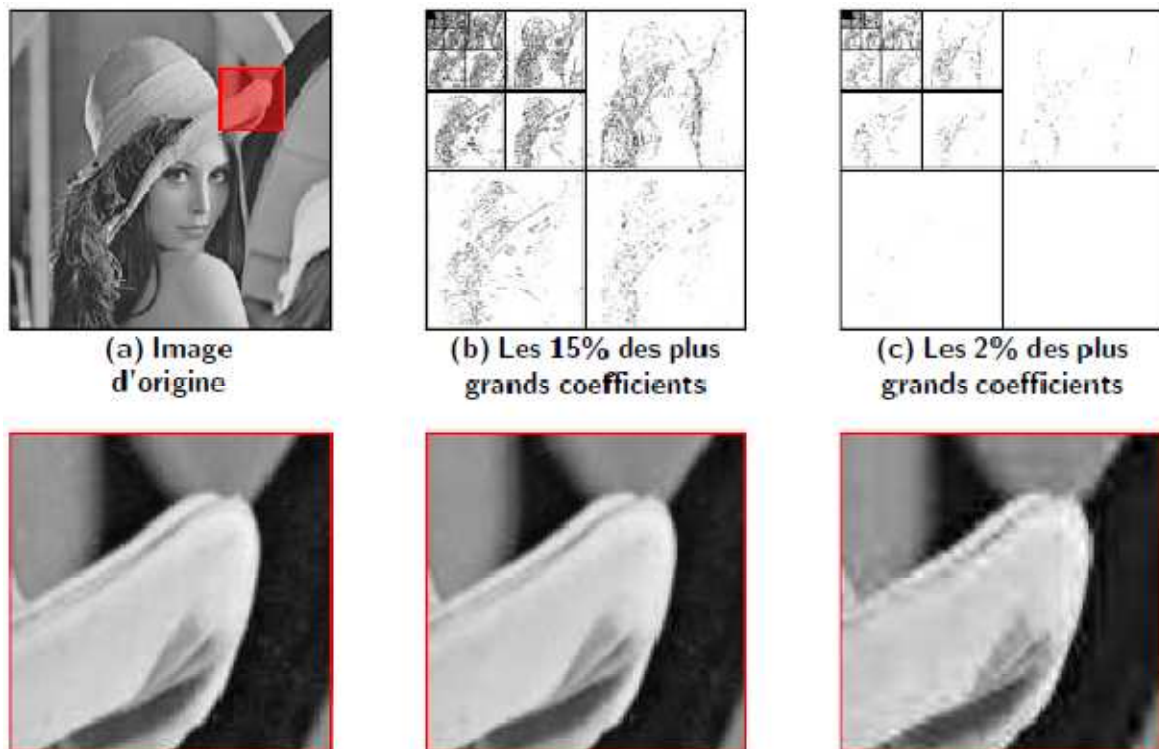 (a) Image
d'origine
(b) Les 15% des plus
grands coefficients
(c) Les 2% des plus
grands coefficients